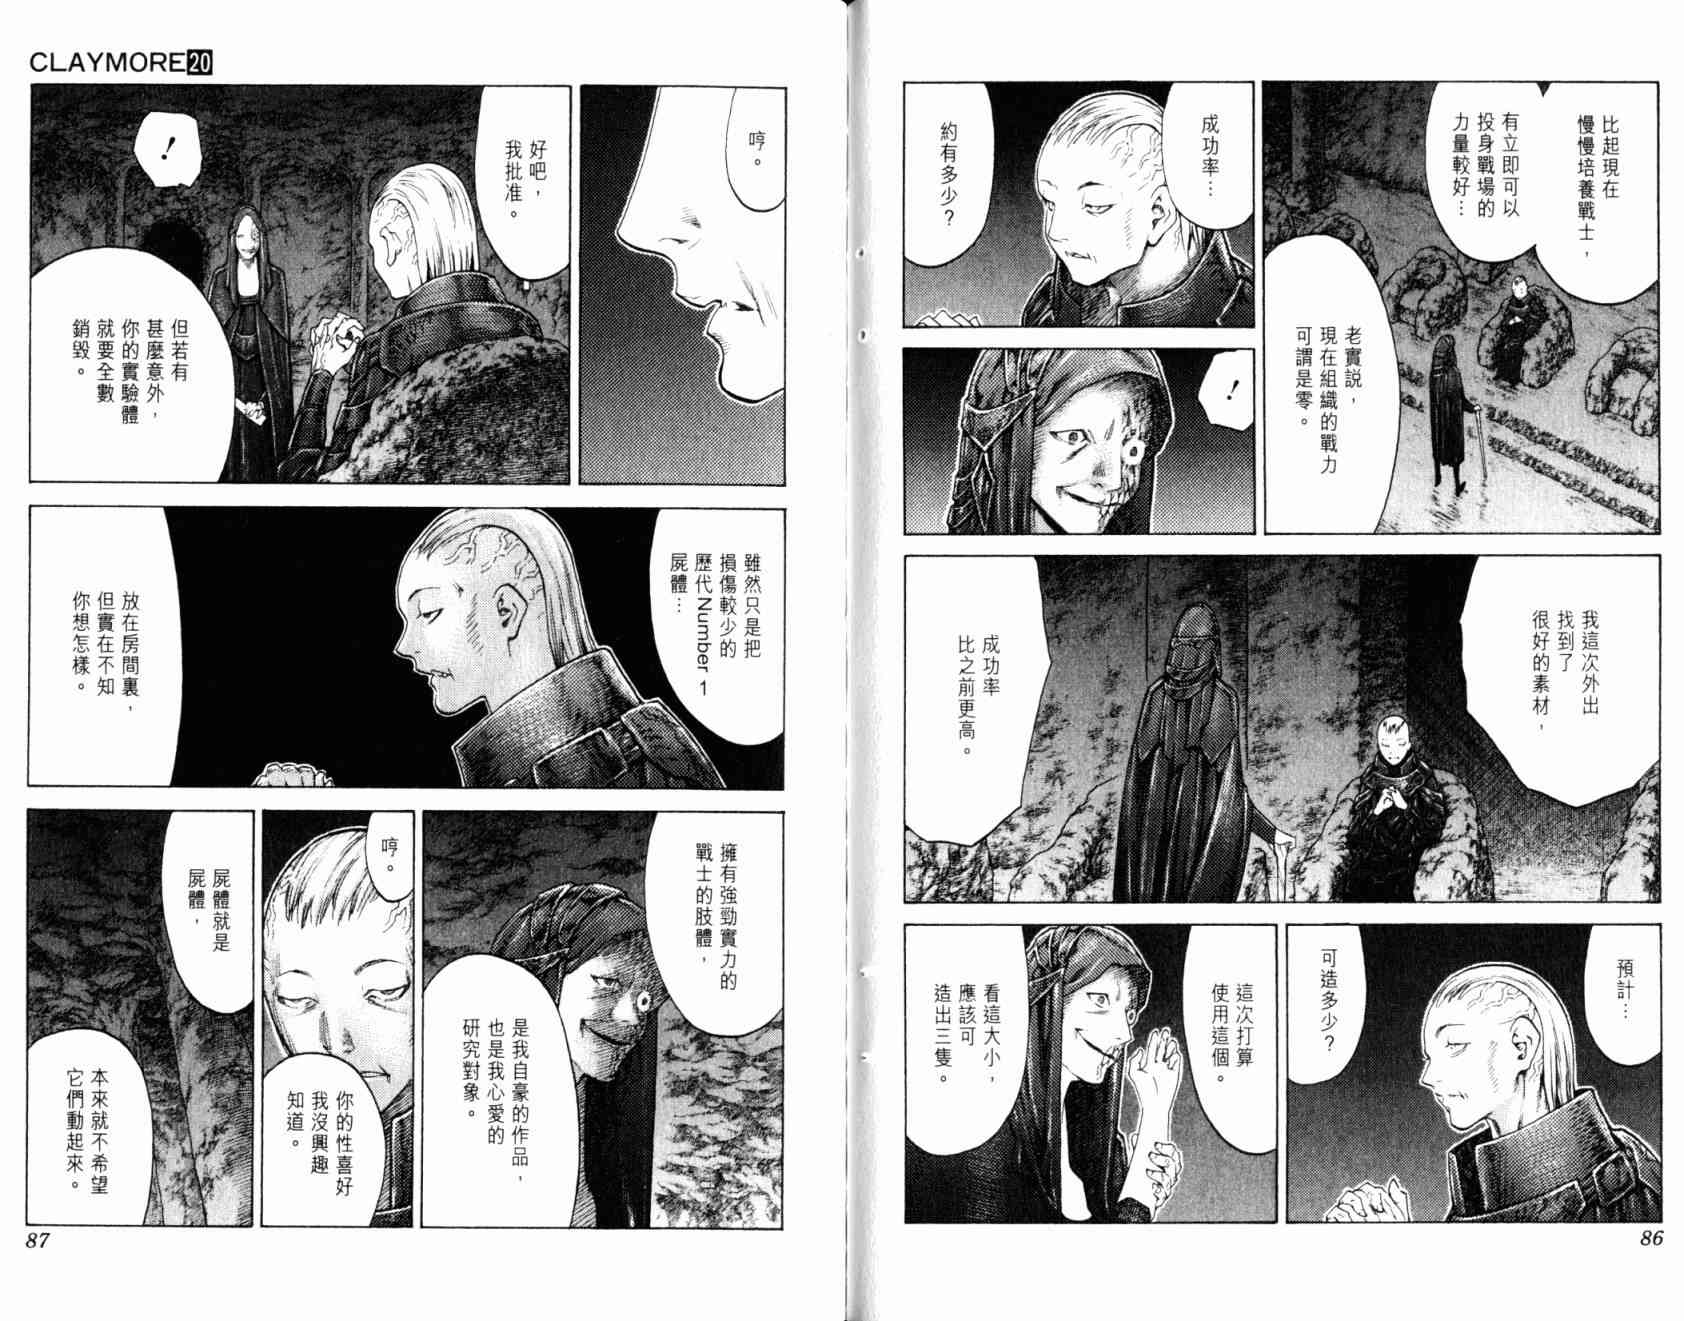 比起現在
慢慢培養戰士，
有立即可以
投身戰場的
力量較好…
老實説，
現在組織的戰力
可謂是零。
成功率…
約有多少？
！
我這次外出
找到了
很好的素材，
成功率
比之前更高。
預計…
可造多少？
這次打算
使用這個。
看這大小，
應該可
造出三隻。
86
CLAYMORE20
哼。
好吧，
我批准。
！
但若有
甚麼意外，
你的實驗體
就要全數
銷毀。
雖然只是把
損傷較少的
歷代Number 1
屍體…
放在房間裏，
但實在不知
你想怎樣。
擁有強勁實力的
戰士的肢體，
是我自豪的作品，
也是我心愛的
研究對象。
哼。
你的性喜好
我沒興趣
知道。
屍體就是
屍體，
本來就不希望
它們動起來。
87